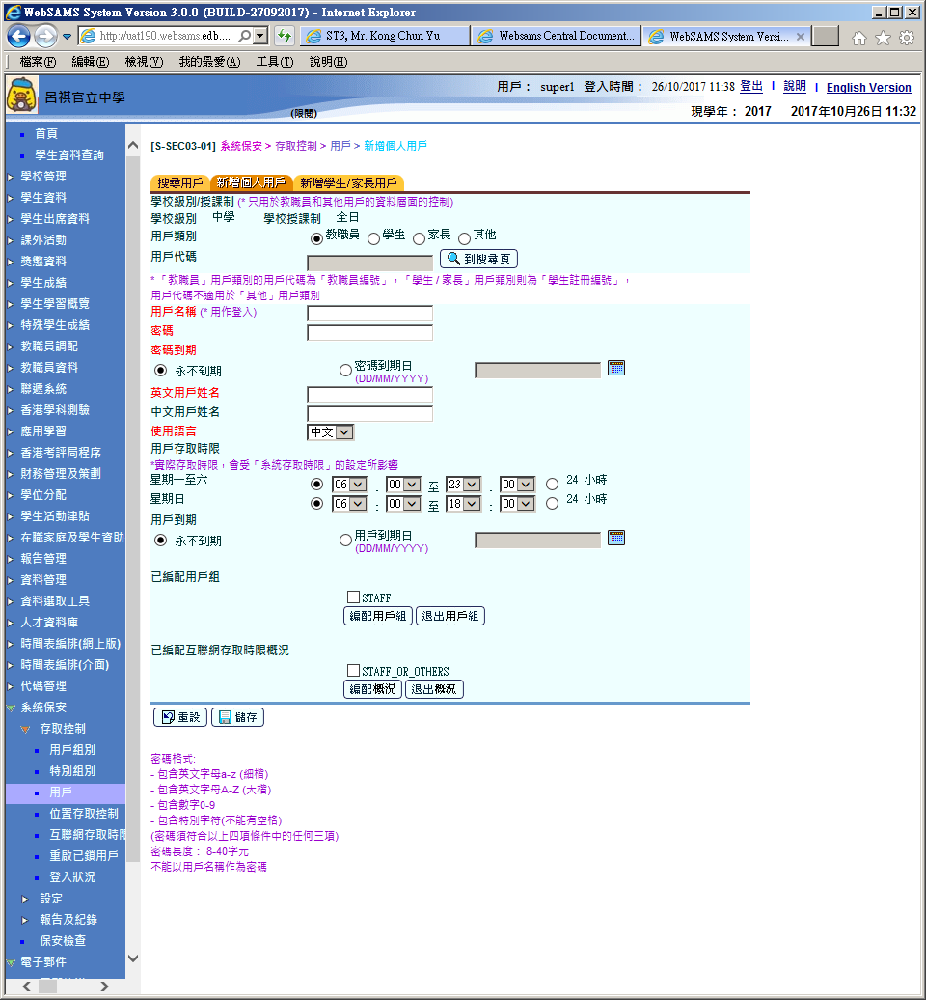 WebSAMS System Version 3.0.0 (BUILD-27092017) - Internet Explorer
http://uat190.websams.edb.... ST3, Mr. Kong Chun Yu Websams Central Document... WebSAMS System Versi...
檔案(F) 編輯(E) 檢視(V) 我的最愛(A) 工具(T) 說明(H)
呂祺官立中學
(限閱)
用戶： super1 登入時間： 26/10/2017 11:38 登出 | 說明 | English Version
現學年： 2017 2017年10月26日 11:32
首頁
學生資料查詢
學校管理
學生資料
學生出席資料
課外活動
獎懲資料
學生成績
學生學習概覽
特殊學生成績
教職員調配
教職員資料
聯遞系統
香港學科測驗
應用學習
香港考評局程序
財務管理及策劃
學位分配
學生活動津貼
在職家庭及學生資助
報告管理
資料管理
資料選取工具
人才資料庫
時間表編排(網上版)
時間表編排(介面)
代碼管理
系統保安
存取控制
用戶組別
特別組別
用戶
位置存取控制
互聯網存取時限
重啟已鎖用戶
登入狀況
設定
報告及紀錄
保安檢查
電子郵件
[S-SEC03-01] 系統保安 > 存取控制 > 用戶 > 新增個人用戶
搜尋用戶 新增個人用戶 新增學生/家長用戶
學校級別/授課制 (* 只用於教職員和其他用戶的資料層面的控制)
學校級別 中學 學校授課制 全日
用戶類別 教職員 學生 家長 其他
用戶代碼 到搜尋頁
* 「教職員」用戶類別的用戶代碼為「教職員編號」，「學生 / 家長」用戶類別則為「學生註冊編號」，
用戶代碼不適用於「其他」用戶類別
用戶名稱 (* 用作登入)
密碼
密碼到期
永不到期 密碼到期日
(DD/MM/YYYY)
英文用戶姓名
中文用戶姓名
使用語言 中文
用戶存取時限
*實際存取時限，會受「系統存取時限」的設定所影響
星期一至六 06 : 00 至 23 : 00 24 小時
星期日 06 : 00 至 18 : 00 24 小時
用戶到期
永不到期 用戶到期日
(DD/MM/YYYY)
已編配用戶組
STAFF
編配用戶組 退出用戶組
已編配互聯網存取時限概況
STAFF_OR_OTHERS
編配概況 退出概況
重設 儲存
密碼格式:
- 包含英文字母a-z (細楷)
- 包含英文字母A-Z (大楷)
- 包含數字0-9
- 包含特別字符(不能有空格)
(密碼須符合以上四項條件中的任何三項)
密碼長度： 8-40字元
不能以用戶名稱作為密碼